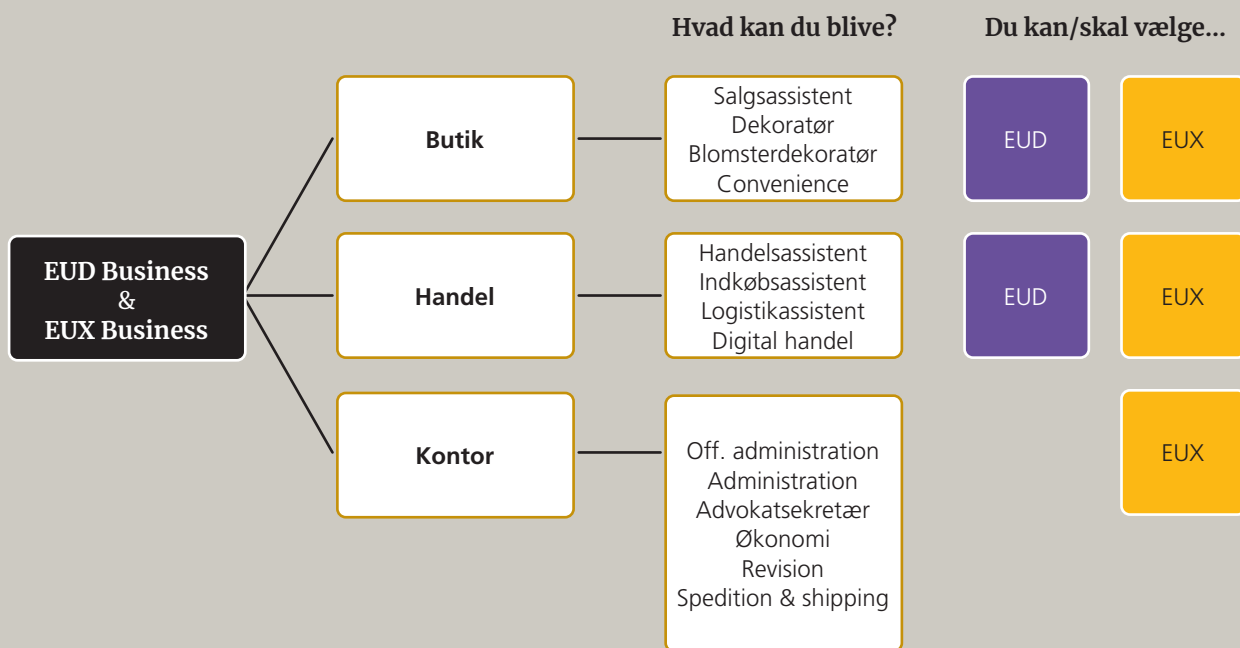 Hvad kan du blive?
Du kan/skal vælge...
EUD Business
&
EUX Business
Butik
Salgsassistent
Dekoratør
Blomsterdekoratør
Convenience
EUD
EUX
Handel
Handelsassistent
Indkøbsassistent
Logistikassistent
Digital handel
EUD
EUX
Kontor
Off. administration
Administration
Advokatsekretær
Økonomi
Revision
Spedition & shipping
EUX